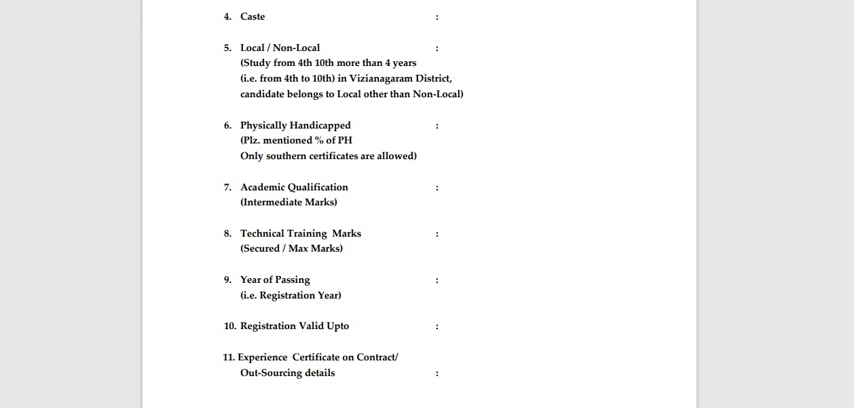 4. Caste :
5. Local / Non-Local :
(Study from 4th 10th more than 4 years
(i.e. from 4th to 10th) in Vizianagaram District,
candidate belongs to Local other than Non-Local)
6. Physically Handicapped :
(Plz. mentioned % of PH
Only southern certificates are allowed)
7. Academic Qualification :
(Intermediate Marks)
8. Technical Training Marks :
(Secured / Max Marks)
9. Year of Passing :
(i.e. Registration Year)
10. Registration Valid Upto :
11. Experience Certificate on Contract/
Out-Sourcing details :